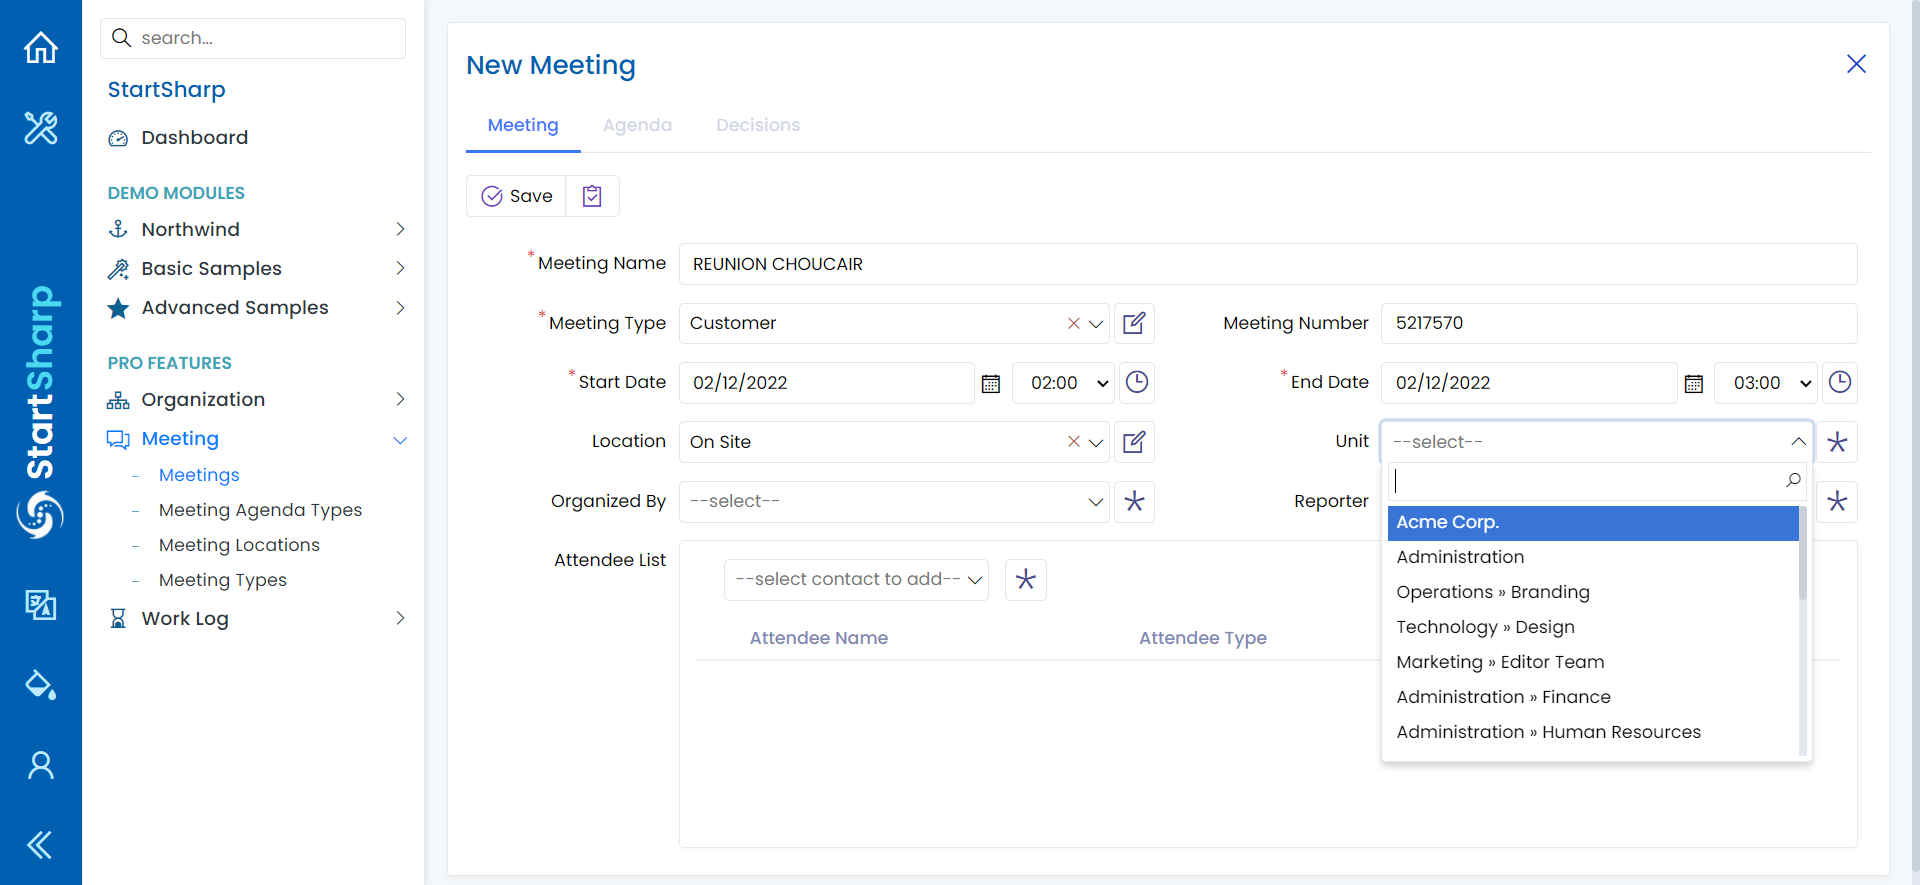 search...
StartSharp
Dashboard
DEMO MODULES
Northwind
Basic Samples
Advanced Samples
PRO FEATURES
Organization
Meeting
Meetings
Meeting Agenda Types
Meeting Locations
Meeting Types
Work Log
StartSharp
New Meeting
Meeting Agenda Decisions
Save
*Meeting Name REUNION CHOUCAIR
*Meeting Type Customer Meeting Number 5217570
*Start Date 02/12/2022 02:00 *End Date 02/12/2022 03:00
Location On Site Unit --select--
Organized By --select-- Reporter
Acme Corp.
Administration
Operations » Branding
Technology » Design
Marketing » Editor Team
Administration » Finance
Administration » Human Resources
Attendee List --select contact to add--
Attendee Name Attendee Type